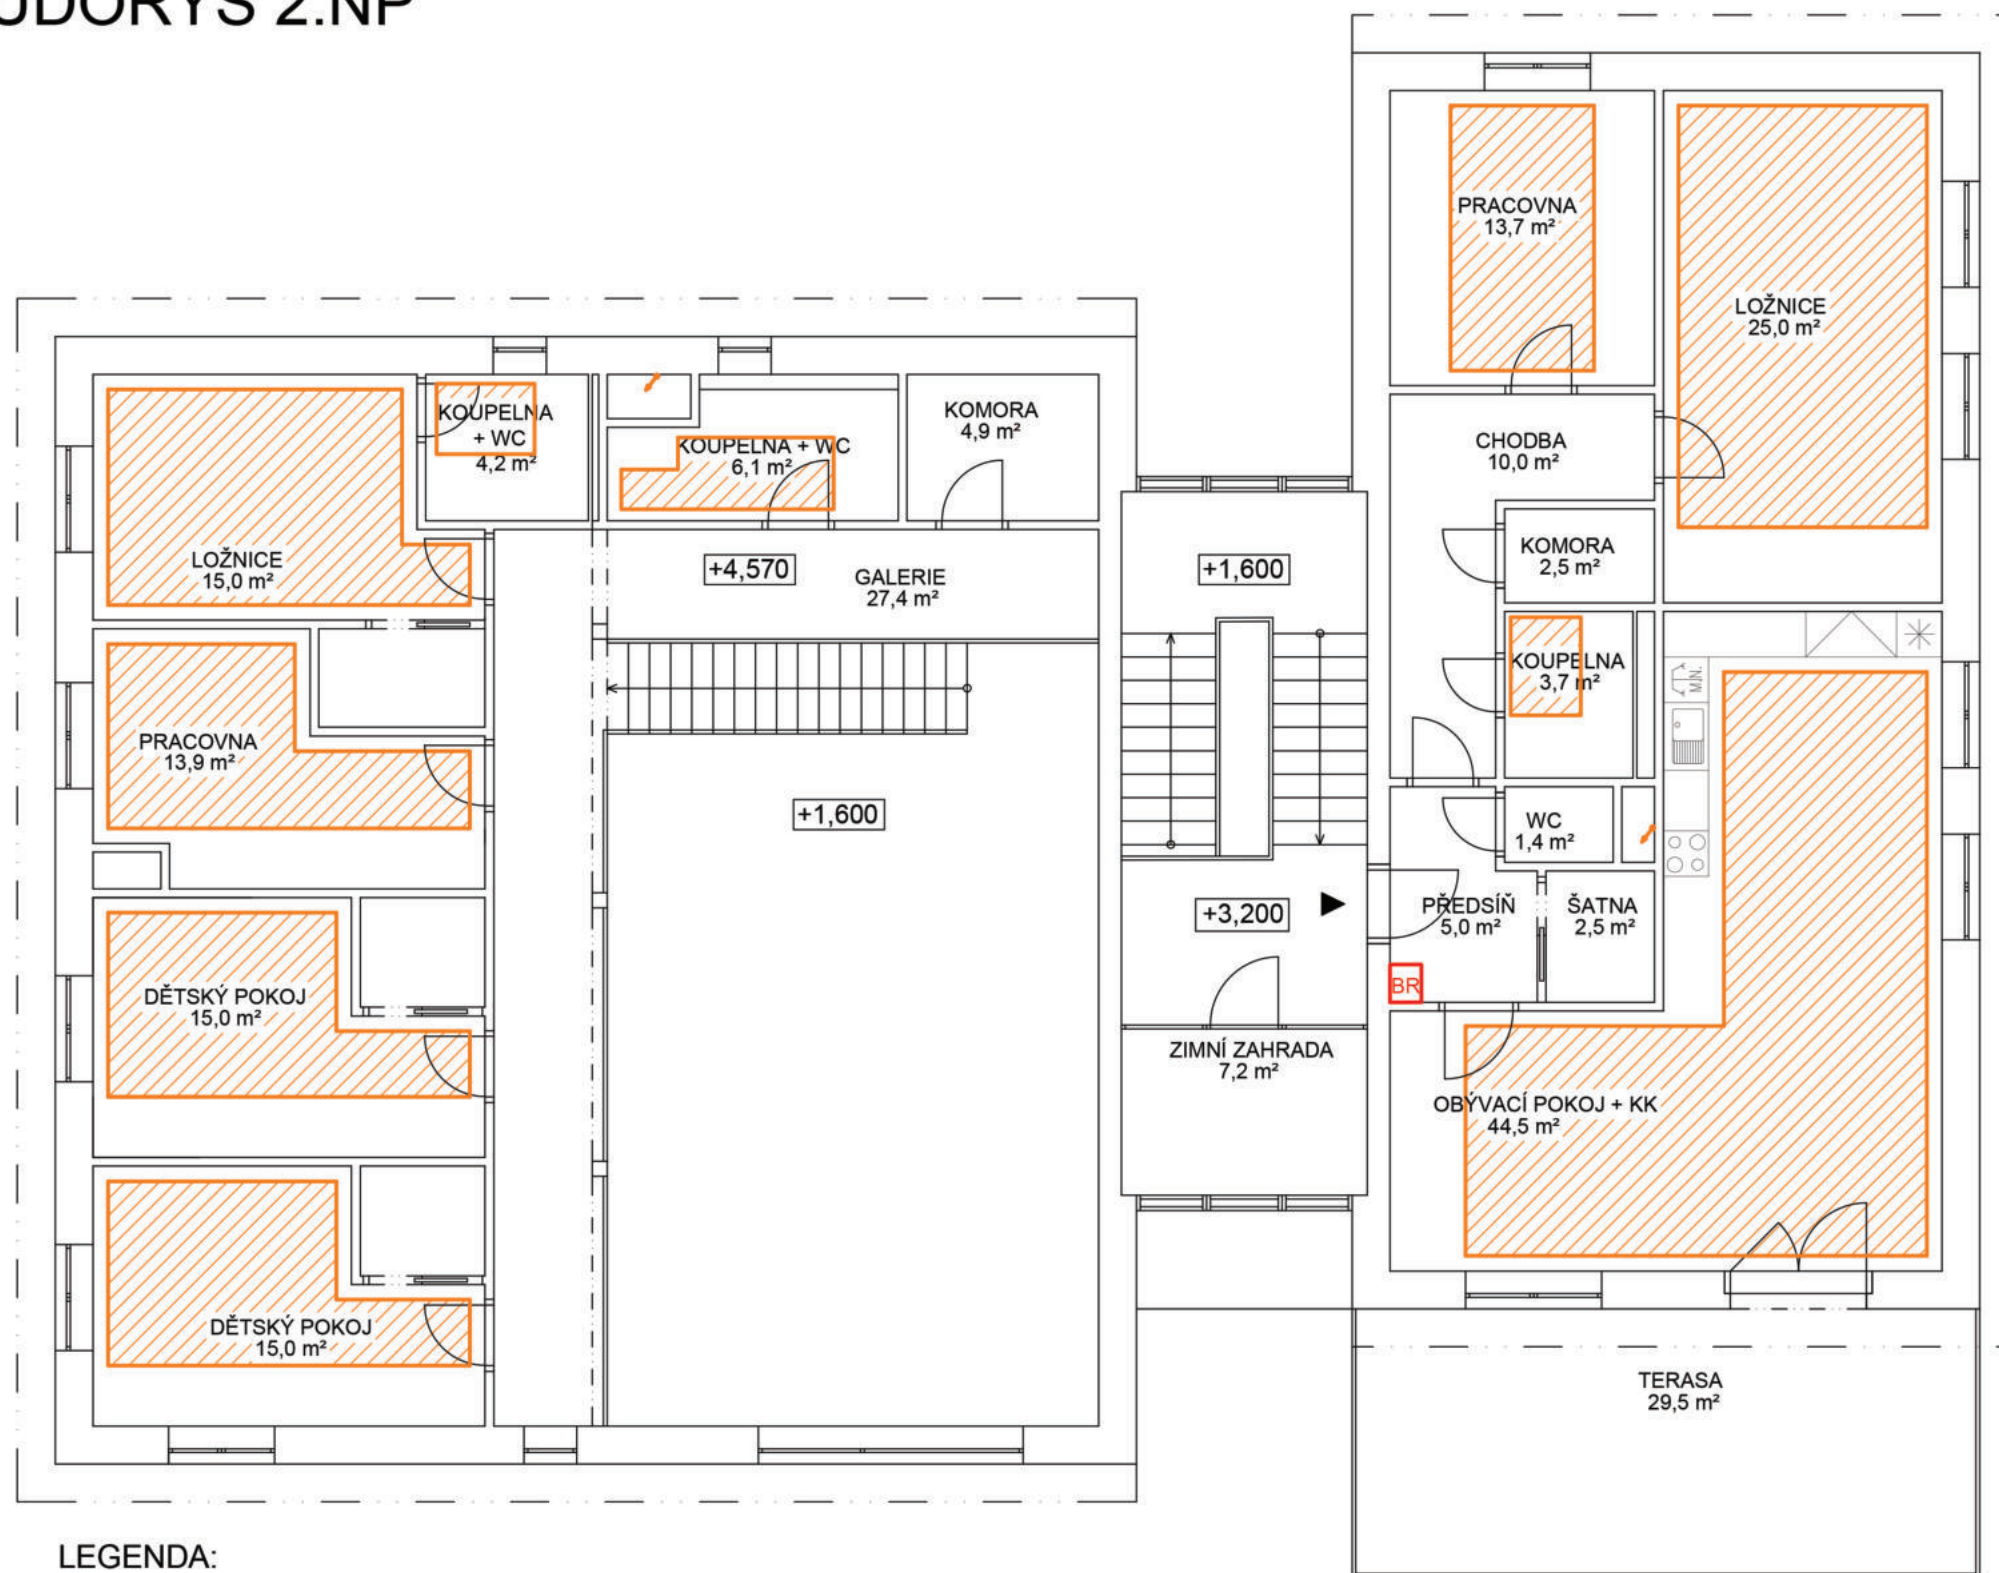 PŮDORYS 2.NP
PRACOVNA
13,7 m²
LOŽNICE
25,0 m²
KOUPELNA
+ WC
4,2 m²
KOUPELNA + WC
6,1 m²
KOMORA
4,9 m²
CHODBA
10,0 m²
LOŽNICE
15,0 m²
+4,570
GALERIE
27,4 m²
+1,600
KOMORA
2,5 m²
KOUPELNA
3,7 m²
MIN.
PRACOVNA
13,9 m²
+1,600
WC
1,4 m²
+3,200
PŘEDSÍŇ
5,0 m²
ŠATNA
2,5 m²
BR
DĚTSKÝ POKOJ
15,0 m²
ZIMNÍ ZAHRADA
7,2 m²
OBÝVACÍ POKOJ + KK
44,5 m²
DĚTSKÝ POKOJ
15,0 m²
TERASA
29,5 m²
LEGENDA: